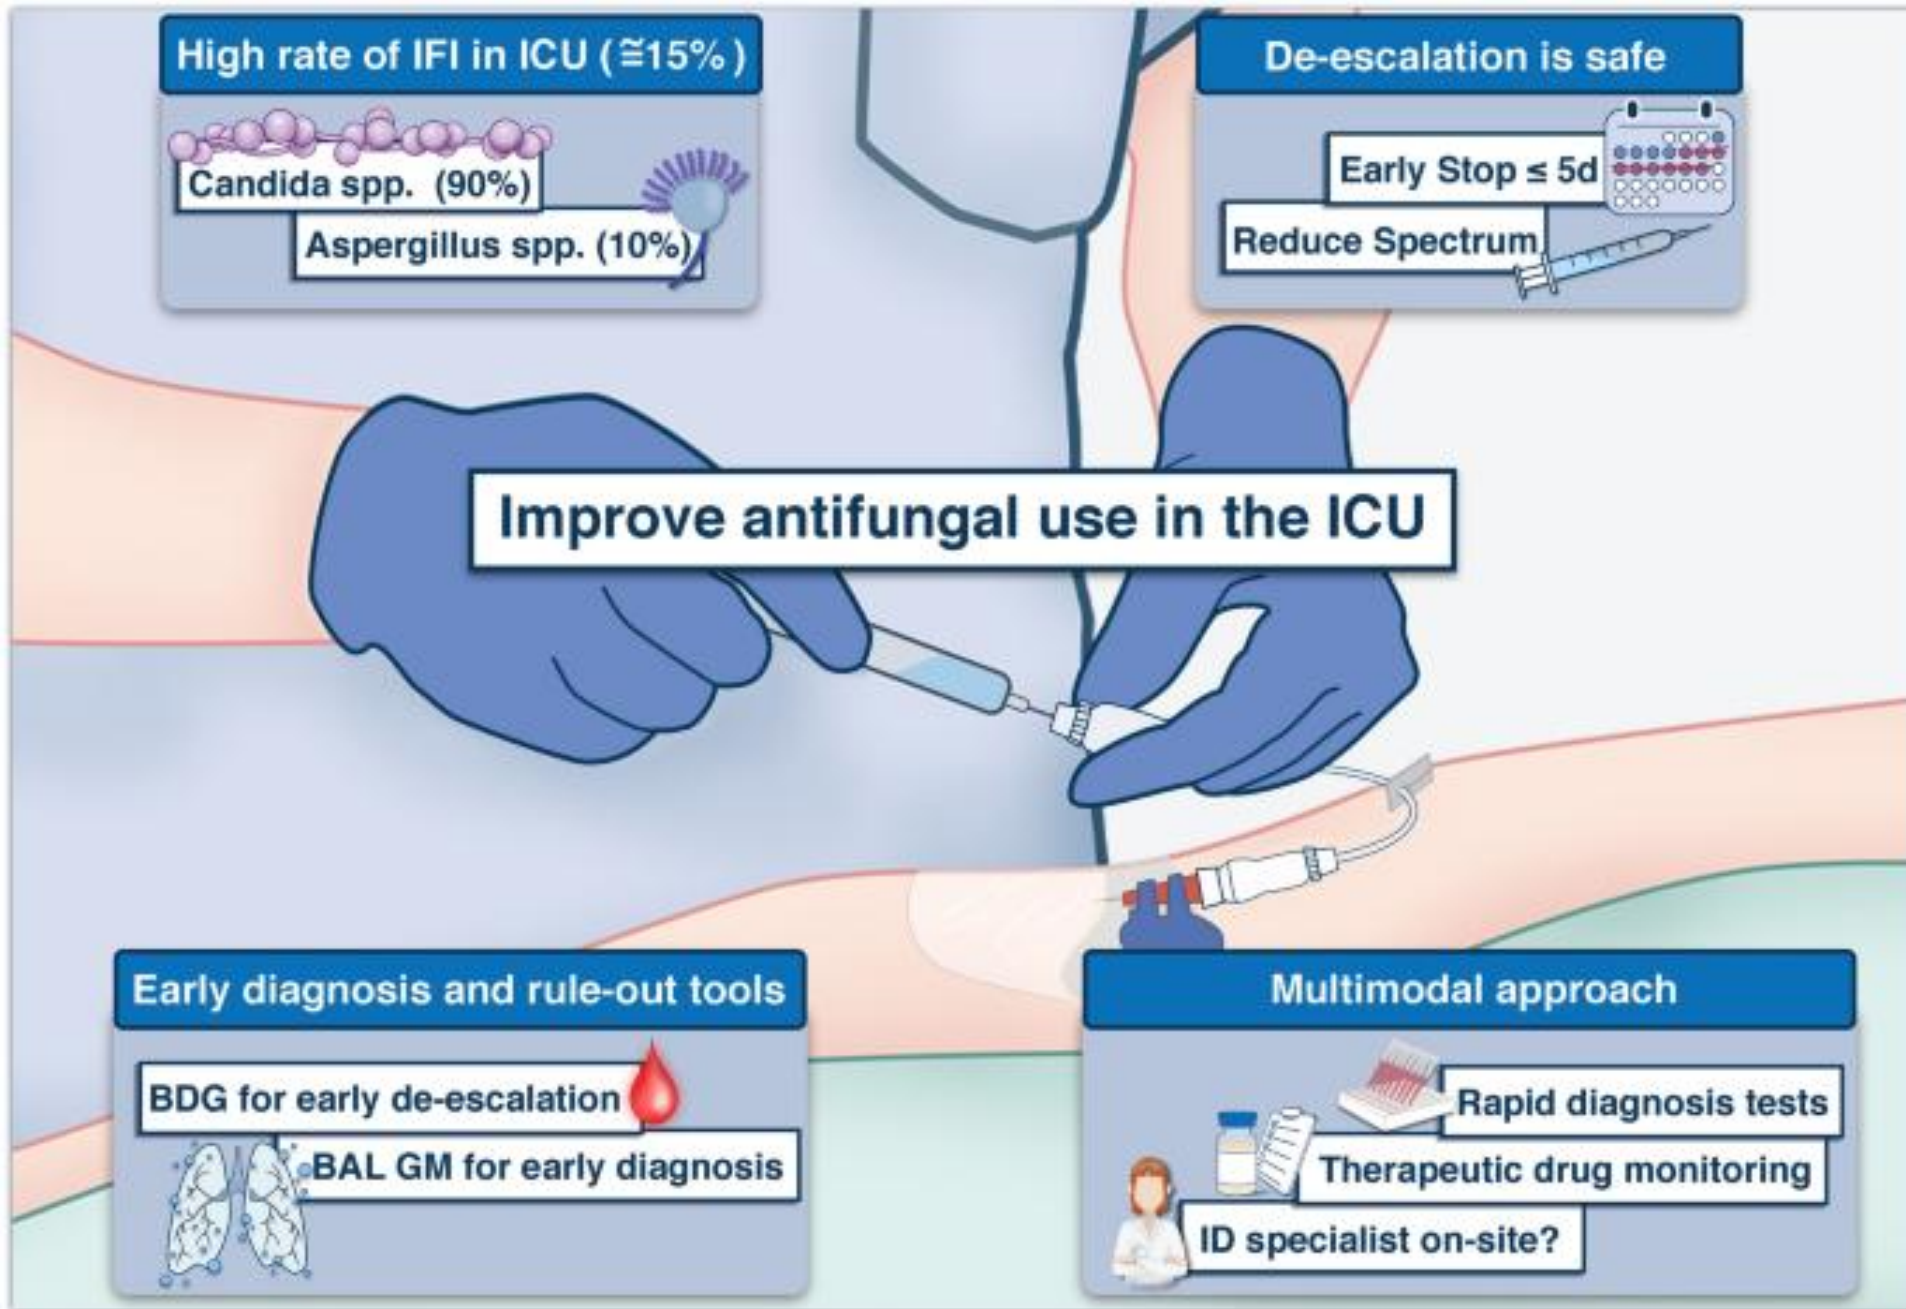 High rate of IFI in ICU (≅15%)
Candida spp. (90%)
Aspergillus spp. (10%)
De-escalation is safe
Early Stop ≤ 5d
Reduce Spectrum
Improve antifungal use in the ICU
Early diagnosis and rule-out tools
BDG for early de-escalation
BAL GM for early diagnosis
Multimodal approach
Rapid diagnosis tests
Therapeutic drug monitoring
ID specialist on-site?